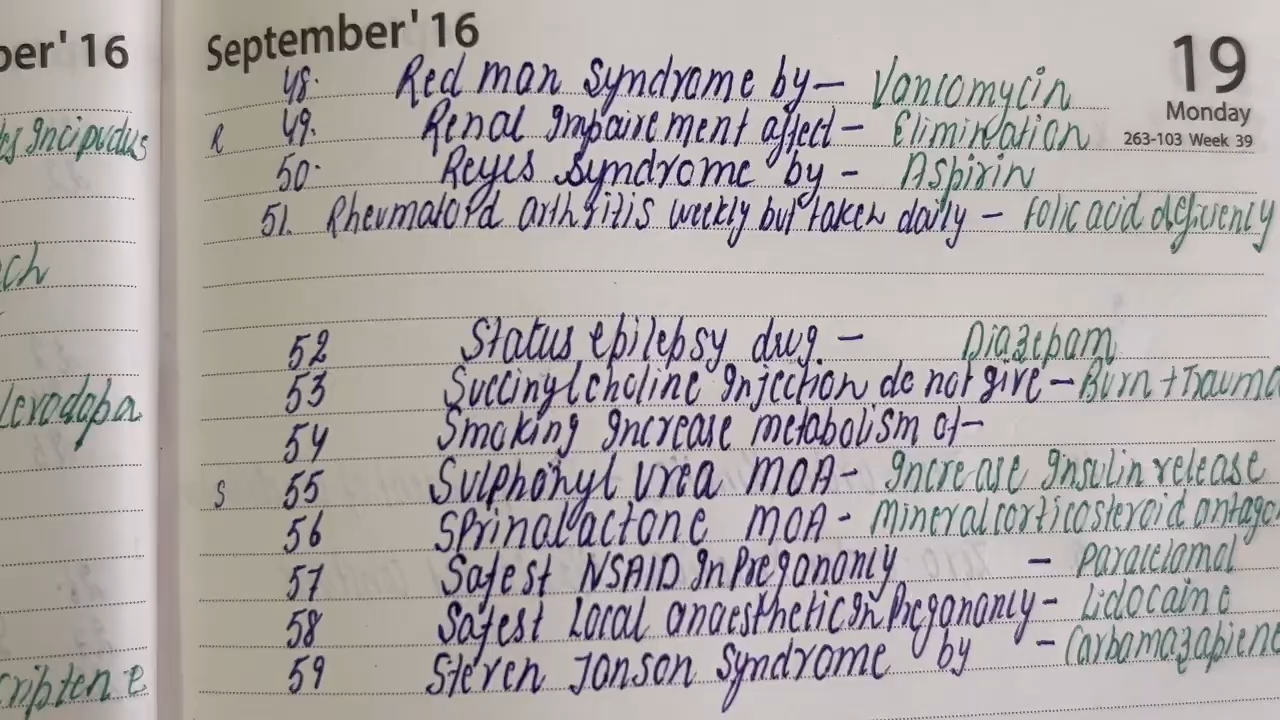 ber' 16
es Incipudus
ch
levodopa
cripten e
September' 16
19
Monday
263-103 Week 39
48. Red man Syndrome by — Vancomycin
R 49. Renal Impairement affect — Elimination
50. Reyes Syndrome by — Aspirin
51. Rheumatoid arthritis weekly but taken daily — folic acid deficiency
52 Status epilepsy drug. — Diazepam
53 Succinylcholine Injection do not give — Burn + Trauma
54 Smoking Increase metabolism of —
S 55 Sulphonyl urea MOA - Increase Insulin release
56 SPrinalactone MOA - Mineralcorticosteroid antago
57 Safest NSAID In Pregonancy — Paracetamol
58 Safest Local anaesthetic In Pregonancy - Lidocaine
59 Steven Jonson Syndrome by — Carbamazapiene